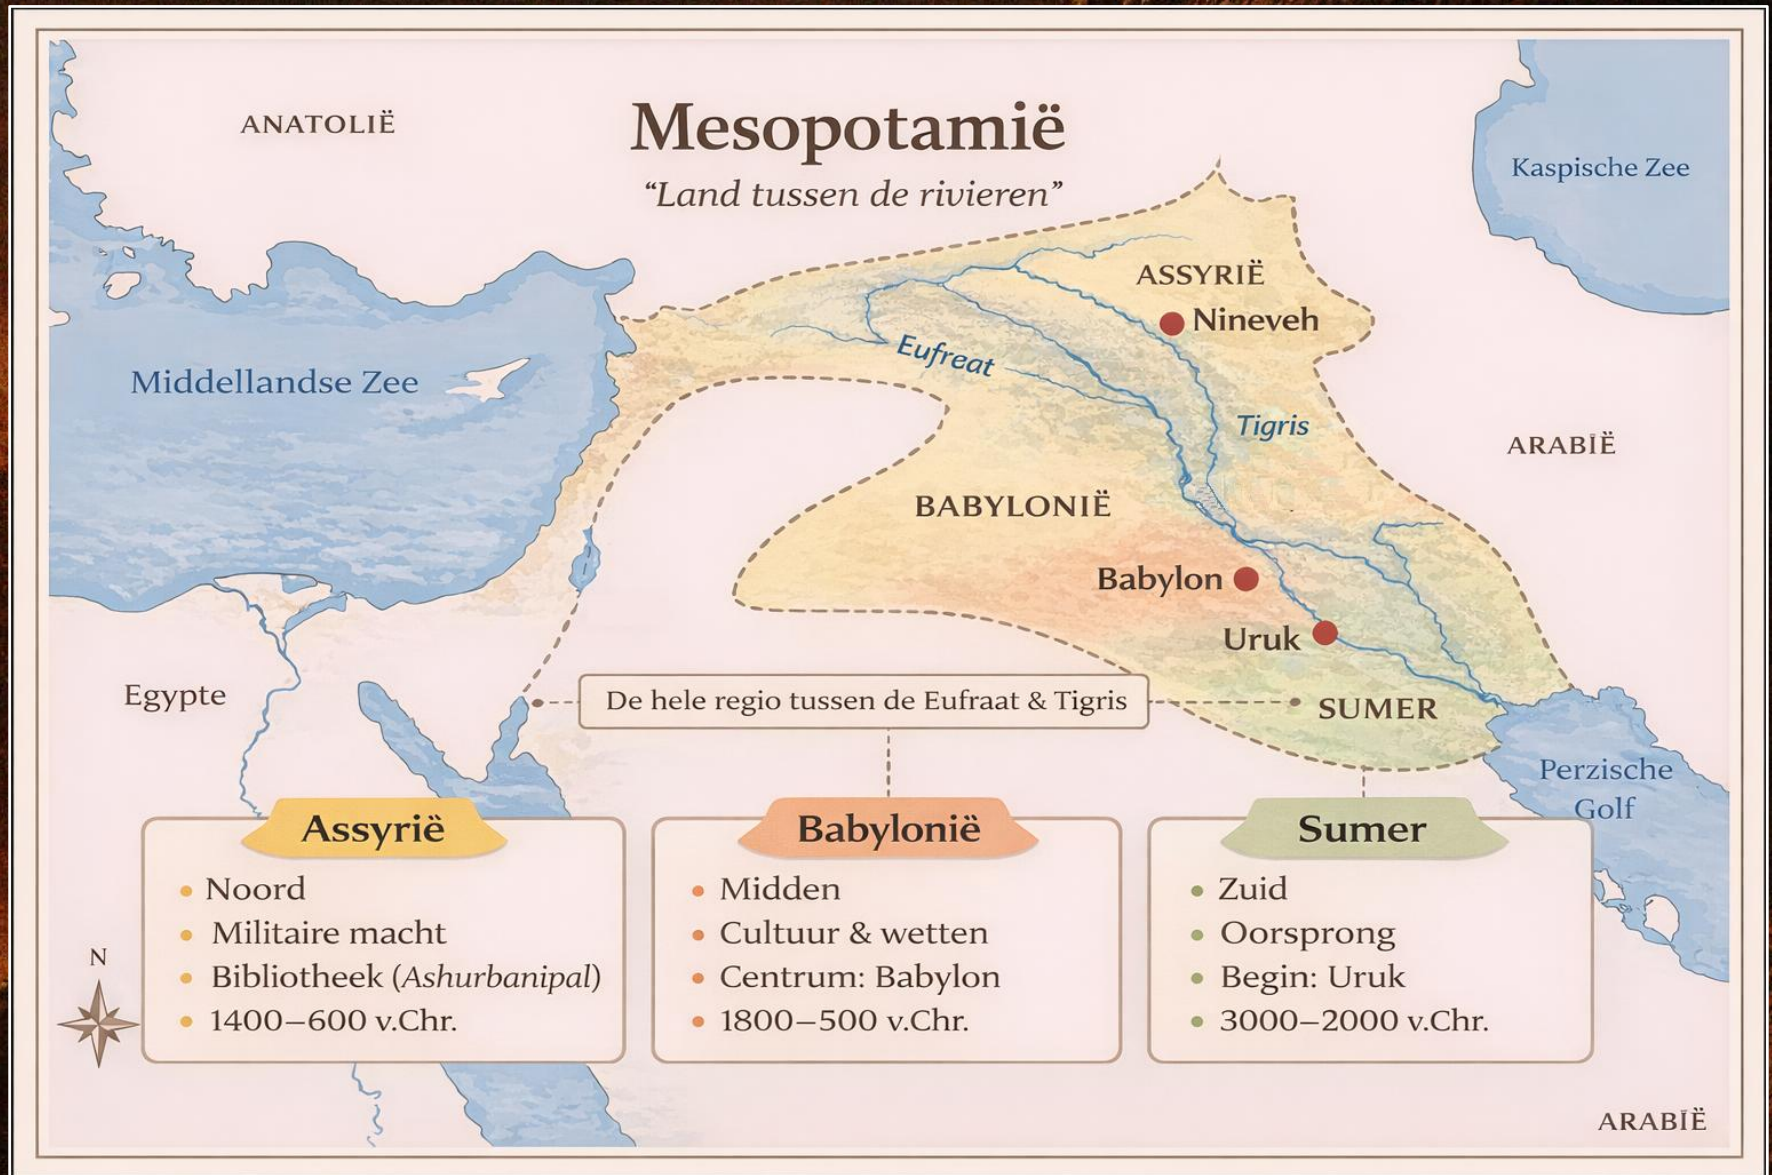 Mesopotamië
“Land tussen de rivieren”
ANATOLIË
Kaspische Zee
ASSYRIË
Nineveh
Eufreat
Middellandse Zee
Tigris
ARABIË
BABYLONIË
Babylon
Uruk
Egypte
De hele regio tussen de Eufraat & Tigris
SUMER
Perzische
Golf
Assyrië
Noord
Militaire macht
Bibliotheek (Ashurbanipal)
1400–600 v.Chr.
Babylonië
Midden
Cultuur & wetten
Centrum: Babylon
1800–500 v.Chr.
Sumer
Zuid
Oorsprong
Begin: Uruk
3000–2000 v.Chr.
N
ARABIË